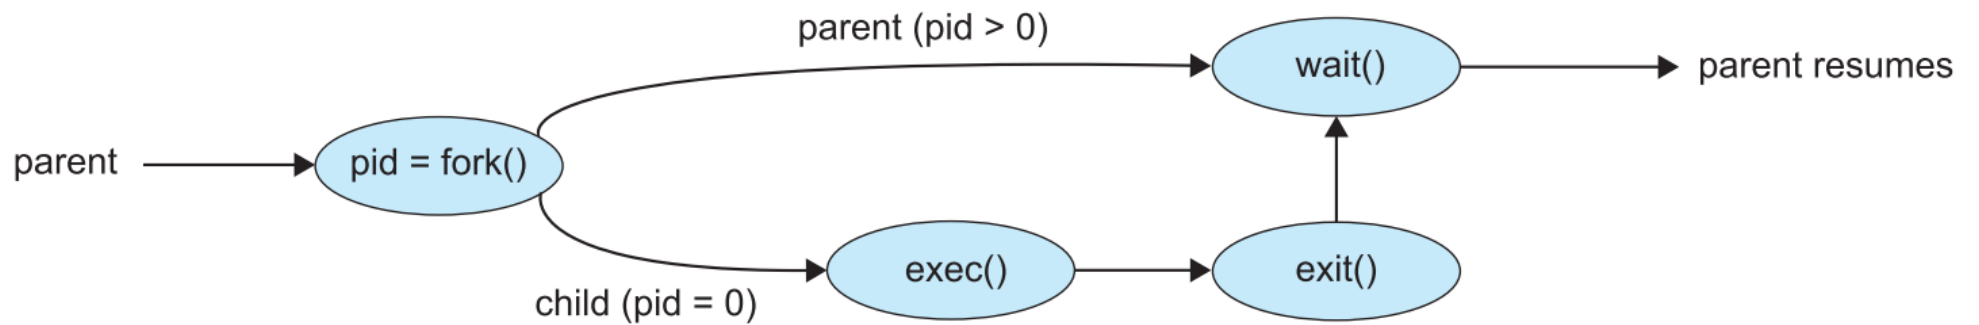 parent (pid > 0)
wait()
parent resumes
parent
pid = fork()
exec()
exit()
child (pid = 0)